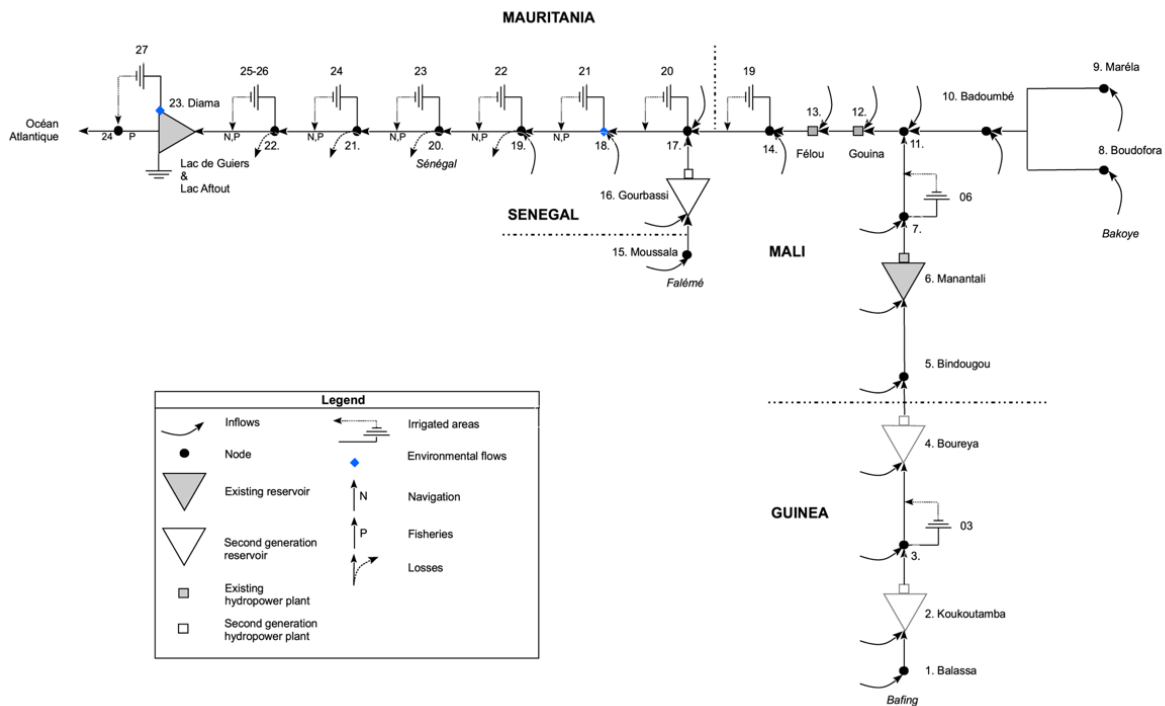 MAURITANIA
27
25-26
24
23
22
21
20
19
23. Diama
13.
12.
10. Badoumbé
9. Maréla
Océan
Atlantique
24
P
N,P
N,P
N,P
N,P
N,P
22.
21.
20.
19.
18.
17.
14.
Félou
Gouina
11.
8. Boudofora
Sénégal
Lac de Guiers
&
Lac Aftout
16. Gourbassi
06
SENEGAL
7.
Bakoye
15. Moussala
MALI
Falémé
6. Manantali
5. Bindougou
4. Boureya
GUINEA
03
3.
2. Koukoutamba
1. Balassa
Bafing
Legend
Inflows
Irrigated areas
Node
Environmental flows
Existing reservoir
N
Navigation
Second generation
reservoir
P
Fisheries
Losses
Existing
hydropower plant
Second generation
hydropower plant